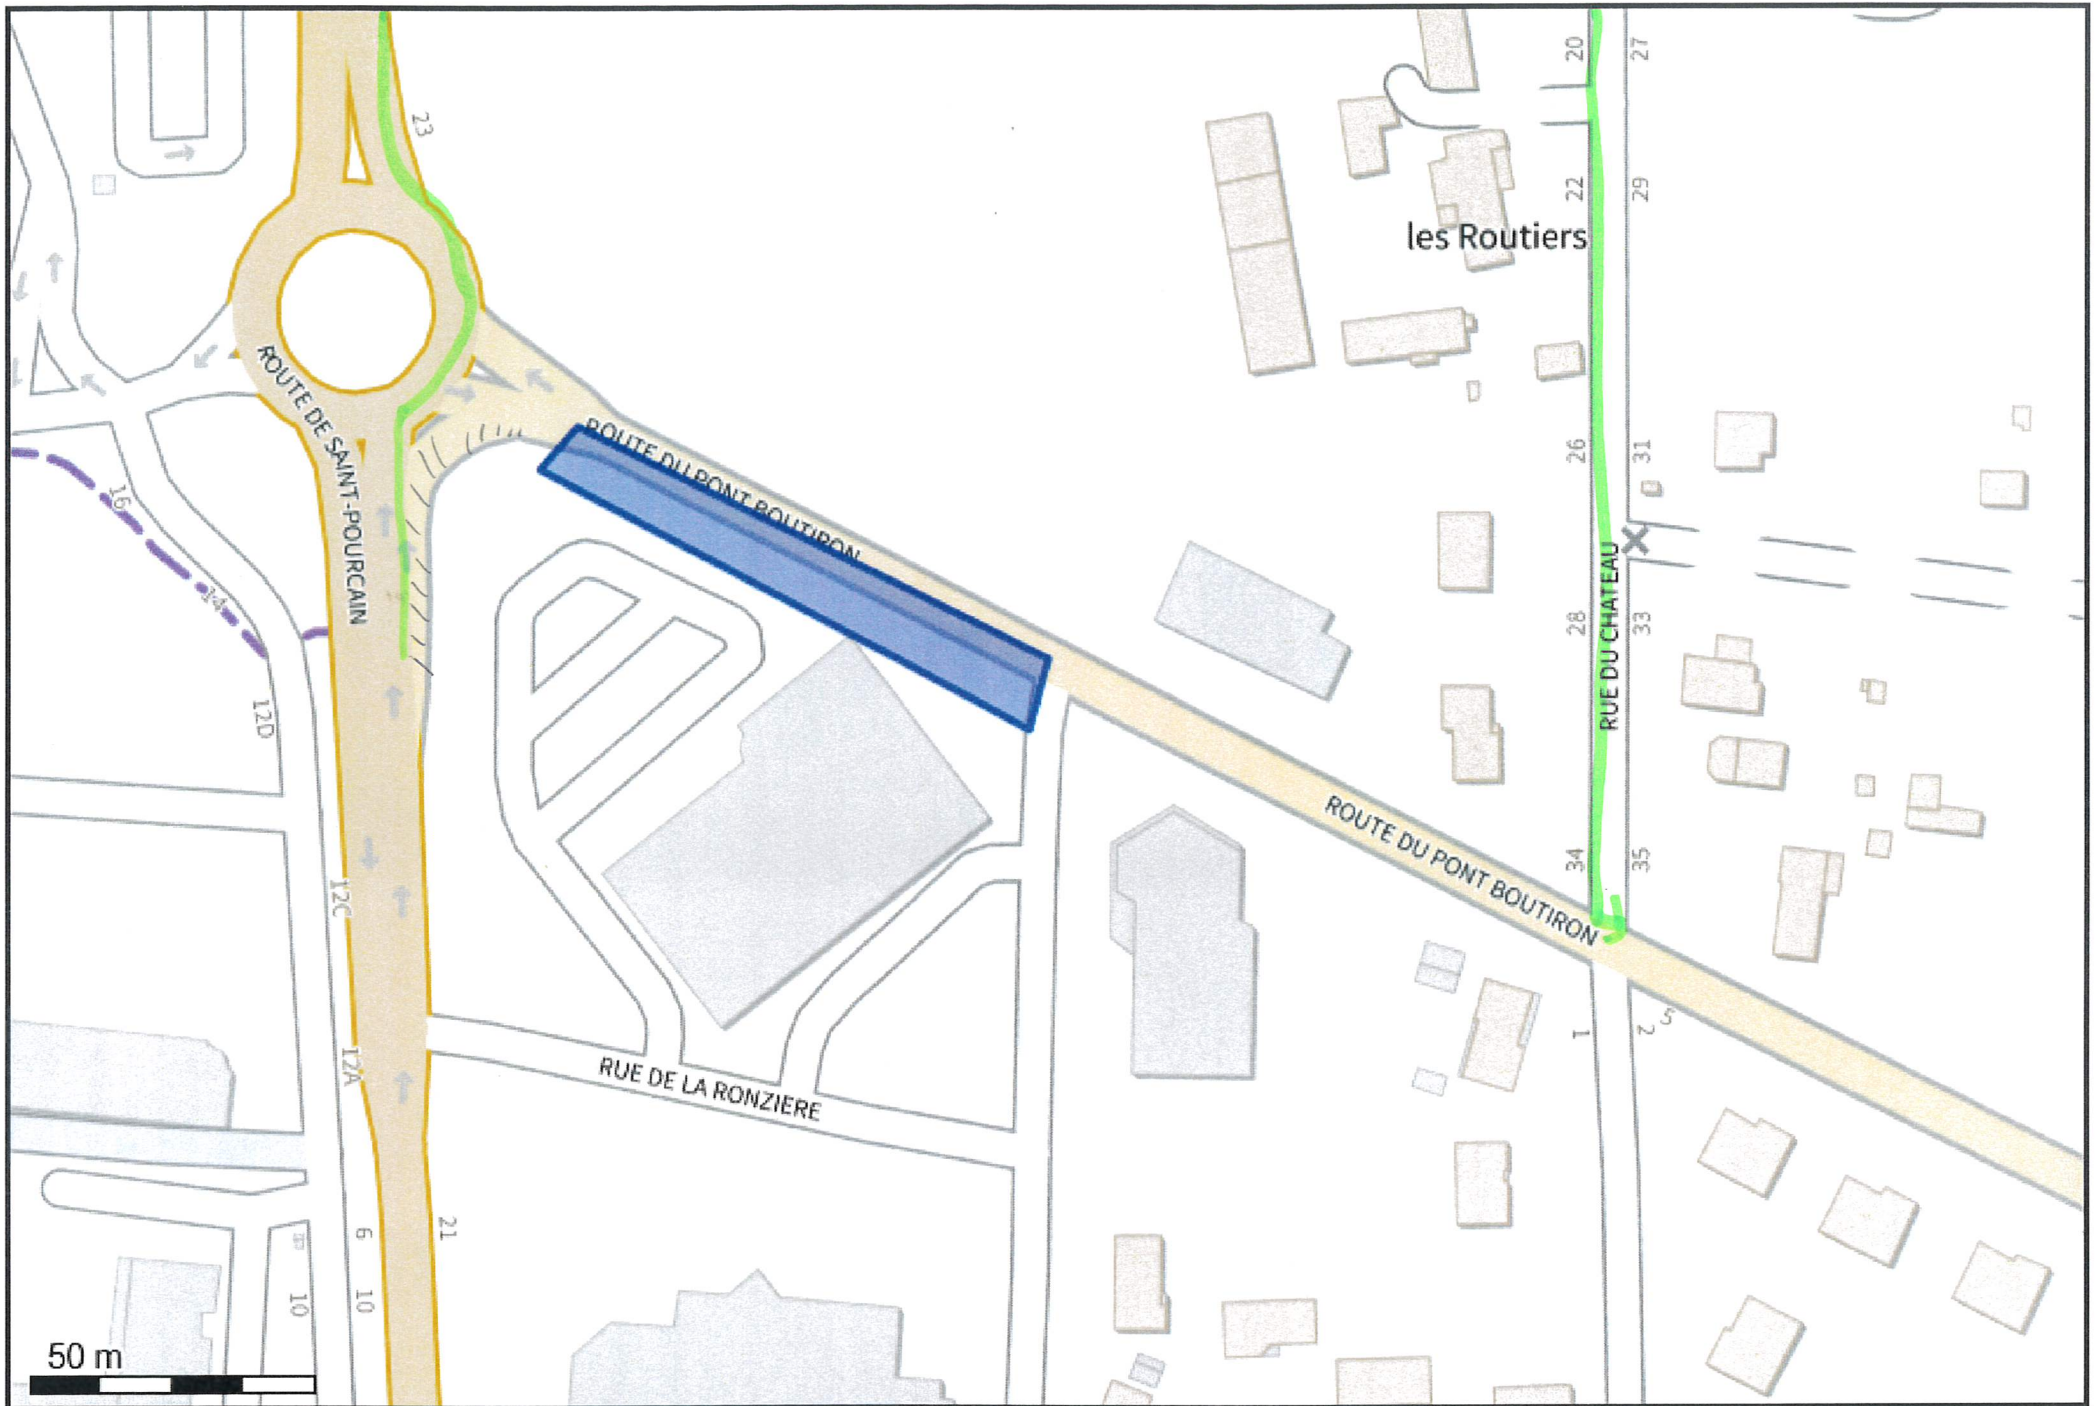 20
27
23
22
29
les Routiers
ROUTE DE SAINT-POURCAIN
ROUTE DU PONT BOUTIRON
26
31
16
14
28
33
RUE DU CHATEAU
12D
ROUTE DU PONT BOUTIRON
34
35
12C
12A
RUE DE LA RONZIERE
1
2
5
6
21
10
10
50 m